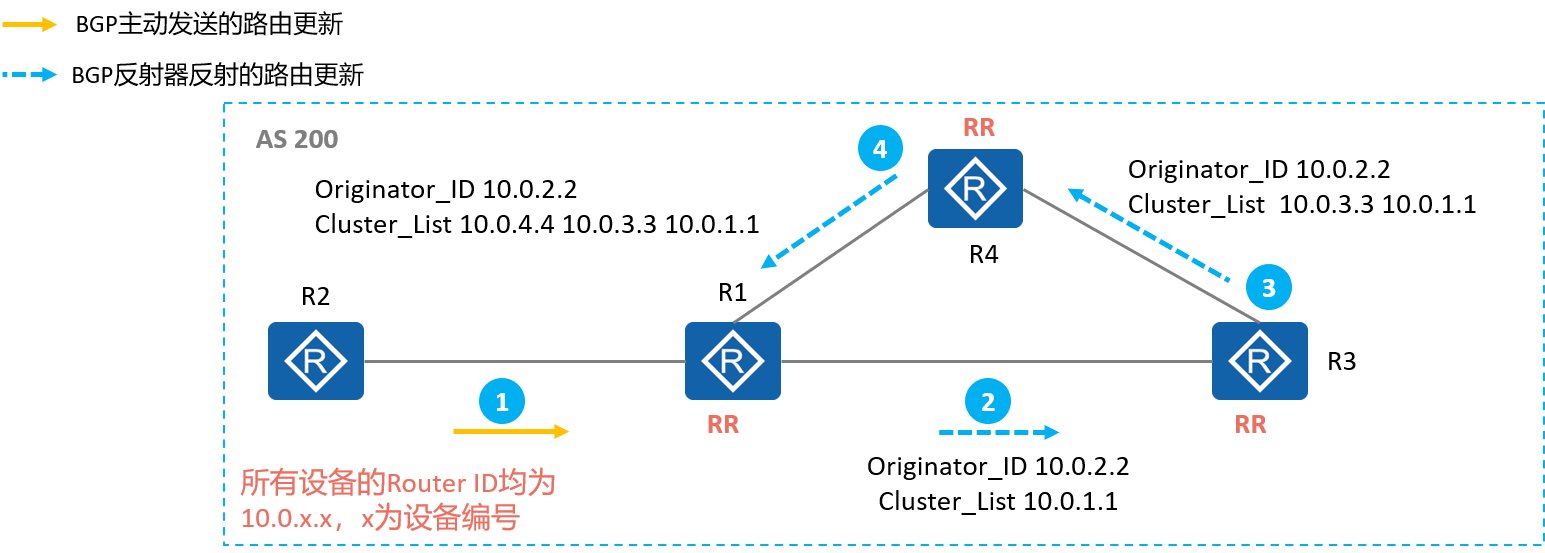 BGP主动发送的路由更新
BGP反射器反射的路由更新
AS 200
RR
4
Originator_ID 10.0.2.2
Cluster_List 10.0.4.4 10.0.3.3 10.0.1.1
R
R4
Originator_ID 10.0.2.2
Cluster_List 10.0.3.3 10.0.1.1
3
R2
R1
R
R
R
R3
1
2
RR
RR
Originator_ID 10.0.2.2
Cluster_List 10.0.1.1
所有设备的Router ID均为
10.0.x.x，x为设备编号